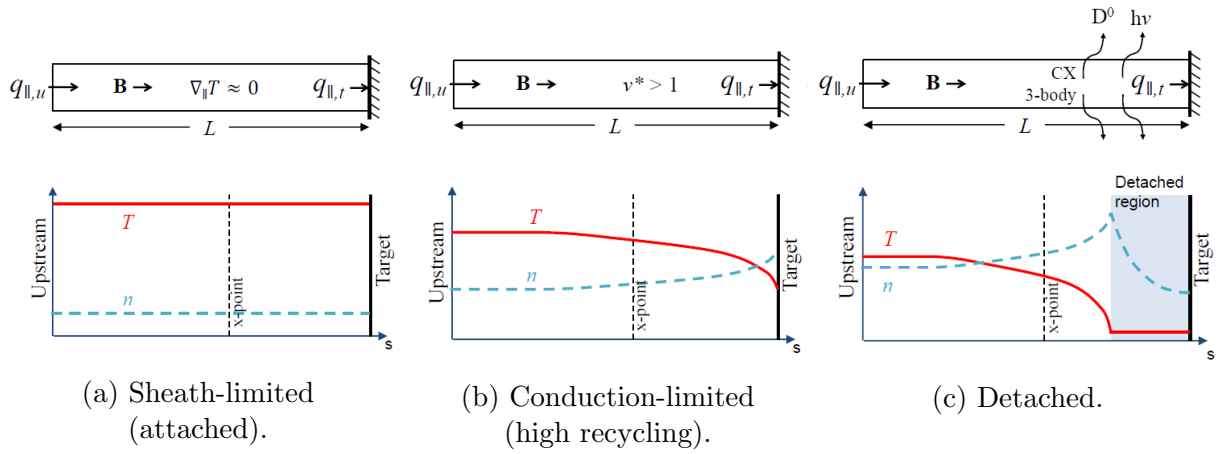 q∥,u B → ∇∥T ≈ 0 q∥,t
L
Upstream
T
n
x-point
Target
s
(a) Sheath-limited
(attached).
q∥,u B → ν* > 1 q∥,t
L
Upstream
T
n
x-point
Target
s
(b) Conduction-limited
(high recycling).
D⁰ hν
q∥,u B → CX q∥,t
3-body
L
Detached
region
Upstream
T
n
x-point
Target
s
(c) Detached.